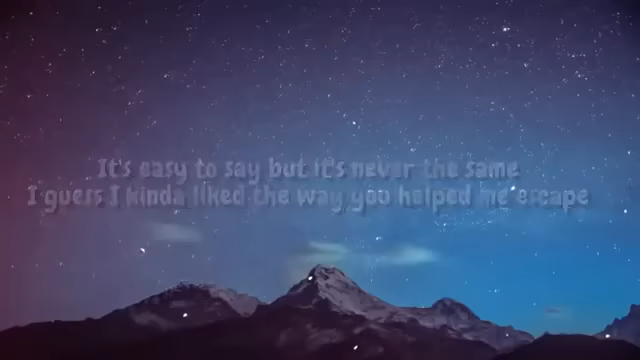 It's easy to say but it's never the same
I guess I kinda liked the way you helped me escape